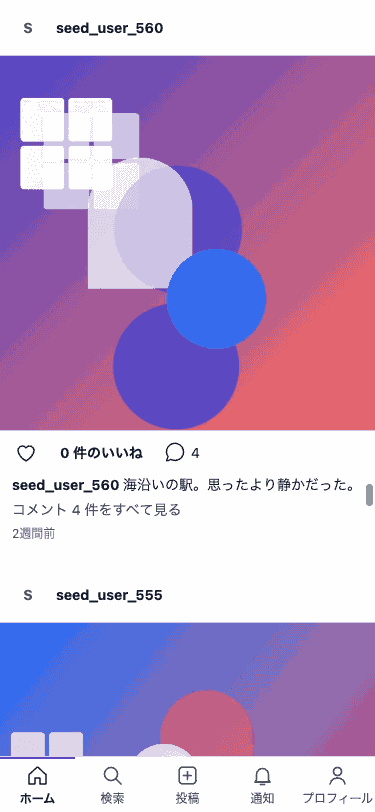 S seed_user_560
0 件のいいね 4
seed_user_560 海沿いの駅。思ったより静かだった。
コメント 4 件をすべて見る
2週間前
S seed_user_555
ホーム 検索 投稿 通知 プロフィール